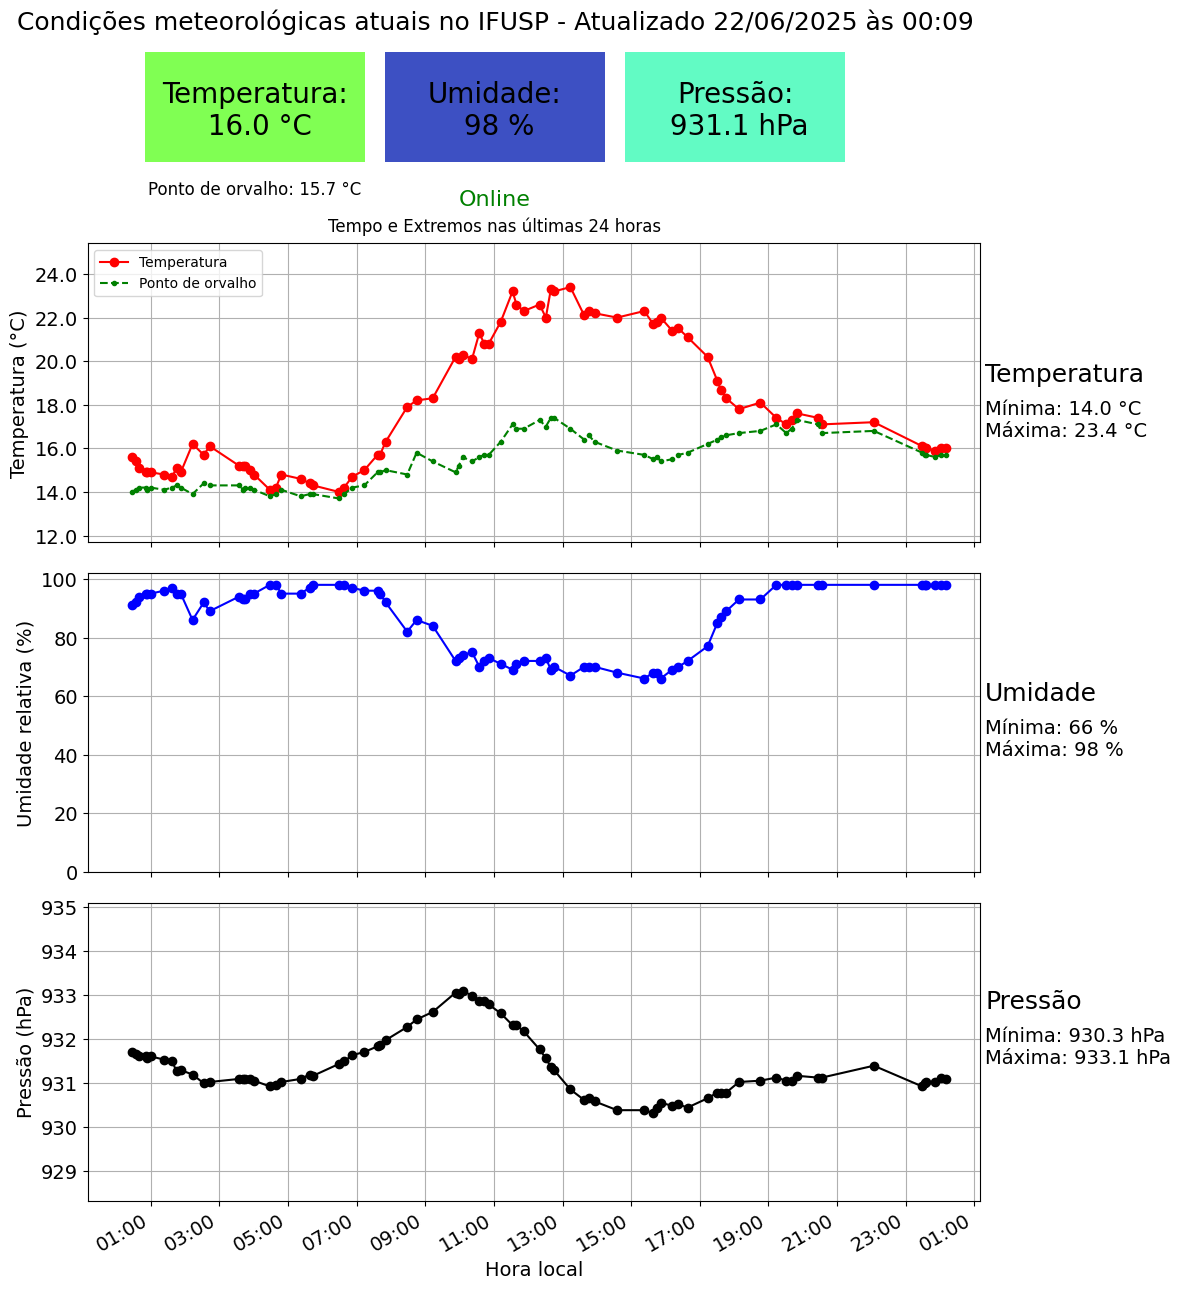 Condições meteorológicas atuais no IFUSP - Atualizado 22/06/2025 às 00:09
Temperatura:
16.0 °C
Umidade:
98 %
Pressão:
931.1 hPa
Ponto de orvalho: 15.7 °C
Online
Tempo e Extremos nas últimas 24 horas
Temperatura
Ponto de orvalho
Temperatura (°C)
24.0
22.0
20.0
18.0
16.0
14.0
12.0
Temperatura
Mínima: 14.0 °C
Máxima: 23.4 °C
Umidade relativa (%)
100
80
60
40
20
0
Umidade
Mínima: 66 %
Máxima: 98 %
Pressão (hPa)
935
934
933
932
931
930
929
Pressão
Mínima: 930.3 hPa
Máxima: 933.1 hPa
01:00 03:00 05:00 07:00 09:00 11:00 13:00 15:00 17:00 19:00 21:00 23:00 01:00
Hora local